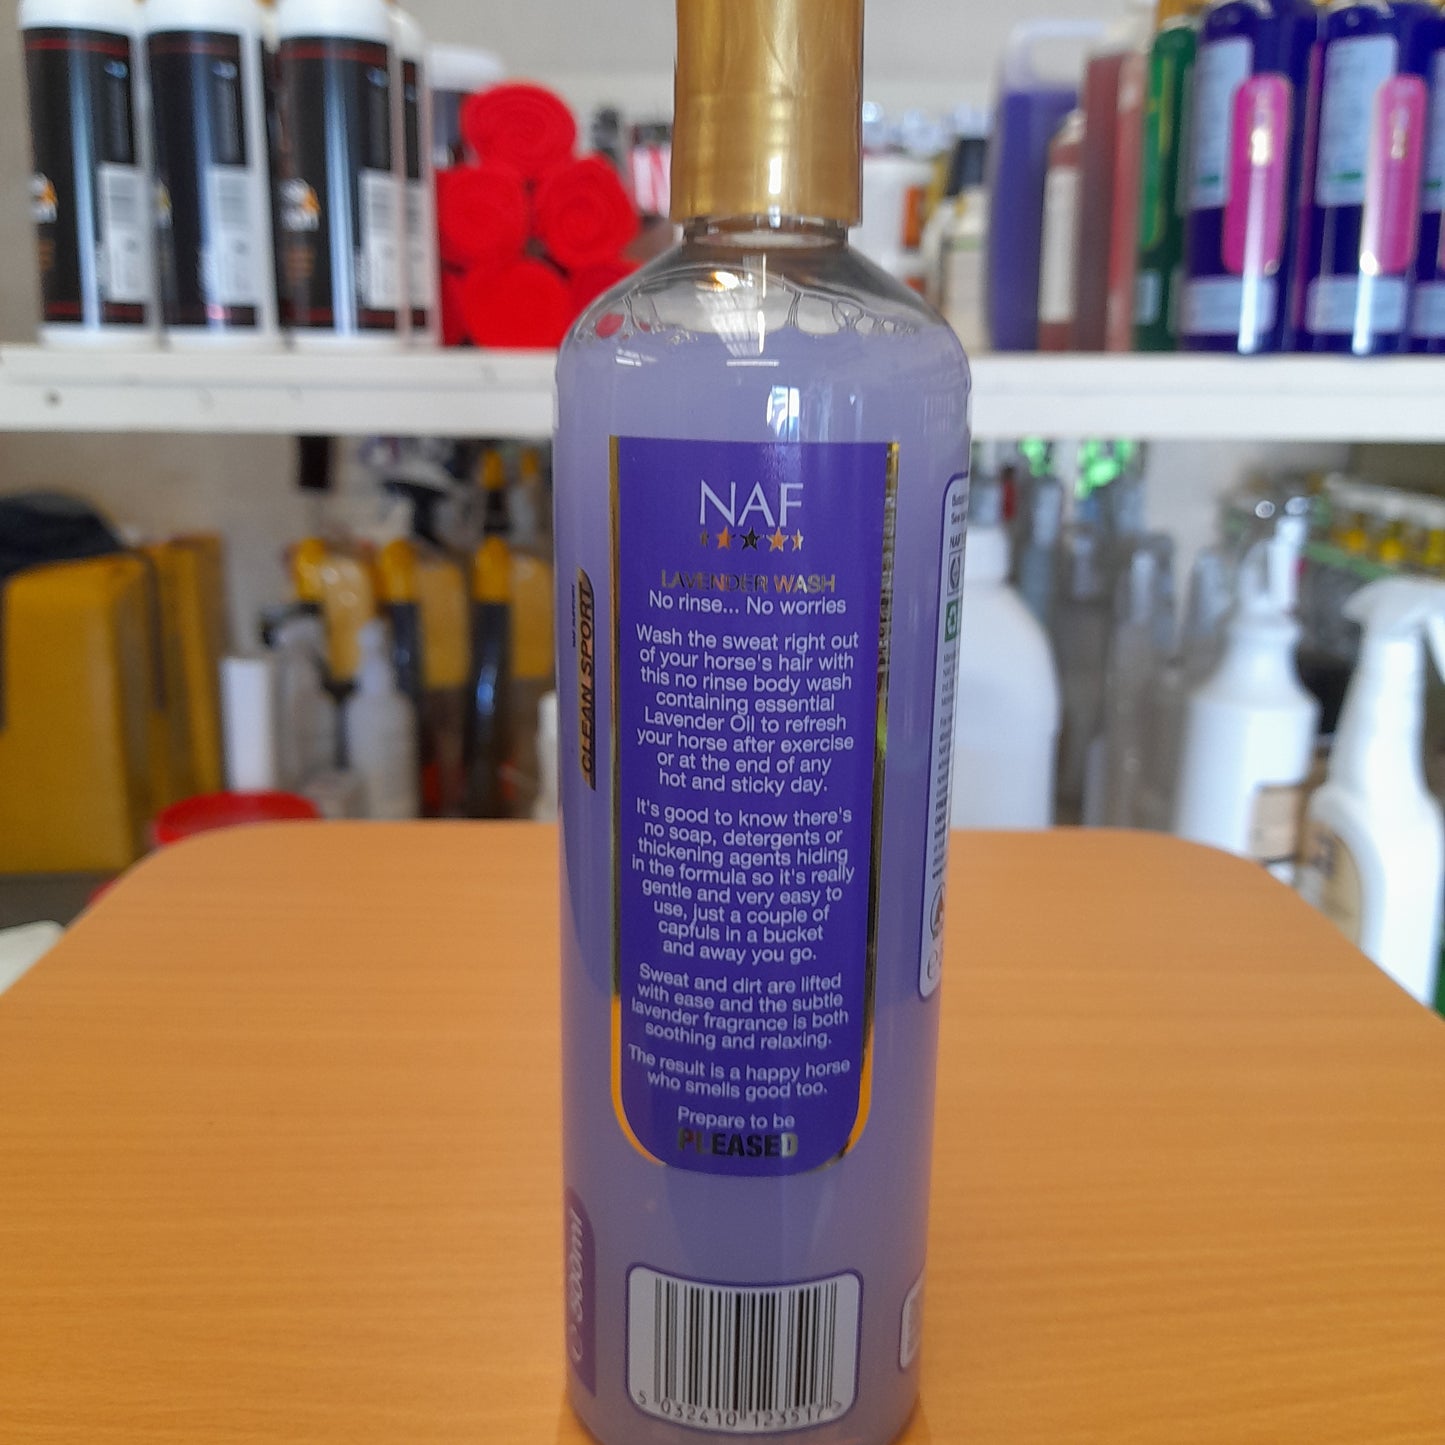 NAF
LAVENDER WASH
No rinse... No worries
Wash the sweat right out
of your horse's hair with
this no rinse body wash
containing essential
Lavender Oil to refresh
your horse after exercise
or at the end of any
hot and sticky day.
It's good to know there's
no soap, detergents or
thickening agents hiding
in the formula so it's really
gentle and very easy to
use, just a couple of
capfuls in a bucket
and away you go.
Sweat and dirt are lifted
with ease and the subtle
lavender fragrance is both
soothing and relaxing.
The result is a happy horse
who smells good too.
Prepare to be
PLEASED
CLEAN SPORT
500ml
5 032410 123517 >